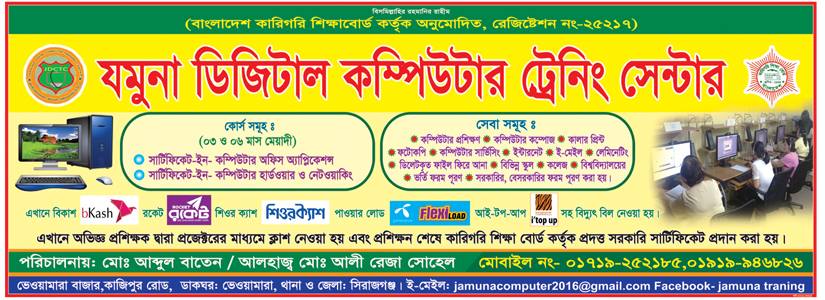 বিসমিল্লাহির রহমানির রাহীম
(বাংলাদেশ কারিগরি শিক্ষাবোর্ড কর্তৃক অনুমোদিত, রেজিষ্টেশন নং-২৫২১৭)
JDCTC
যমুনা ডিজিটাল কম্পিউটার ট্রেনিং সেন্টার
কোর্স সমূহ ঃ
(০৩ ও ০৬ মাস মেয়াদী)
সার্টিফিকেট-ইন- কম্পিউটার অফিস অ্যাপ্লিকেশন্স
সার্টিফিকেট-ইন- কম্পিউটার হার্ডওয়ার ও নেটওয়ার্কিং
সেবা সমূহ ঃ
কম্পিউটার প্রশিক্ষণ কম্পিউটার কম্পোজ কালার প্রিন্ট
ফটোকপি কম্পিউটার সার্ভিসিং ইন্টারনেট ই-মেইল লেমিনেটিং
ডিলেটকৃত ফাইল ফিরে আনা বিভিন্ন স্কুল কলেজ বিশ্ববিদ্যালয়ের
ভর্তি ফরম পূরণ সরকারির, বেসরকারির ফরম পূরণ করা হয়।
এখানে বিকাশ bKash রকেট ROCKET রকেট শিওর ক্যাশ শিওরক্যাশ পাওয়ার লোড FlexiLOAD আই-টপ-আপ i'top up সহ বিদ্যুৎ বিল নেওয়া হয়।
এখানে অভিজ্ঞ প্রশিক্ষক দ্বারা প্রজেক্টরের মাধ্যমে ক্লাশ নেওয়া হয় এবং প্রশিক্ষন শেষে কারিগরি শিক্ষা বোর্ড কর্তৃক প্রদত্ত সরকারি সার্টিফিকেট প্রদান করা হয়।
পরিচালনায়: মোঃ আব্দুল বাতেন / আলহাজ্ব মোঃ আলী রেজা সোহেল মোবাইল নং- ০১৭১৯-২৫২১৮৫,০১৯১৯-৯৪৬৮২৬
ভেওয়ামারা বাজার,কাজিপুর রোড, ডাকঘর: ভেওয়ামারা, থানা ও জেলা: সিরাজগঞ্জ। ই-মেইল: jamunacomputer2016@gmail.com Facebook- jamuna traning